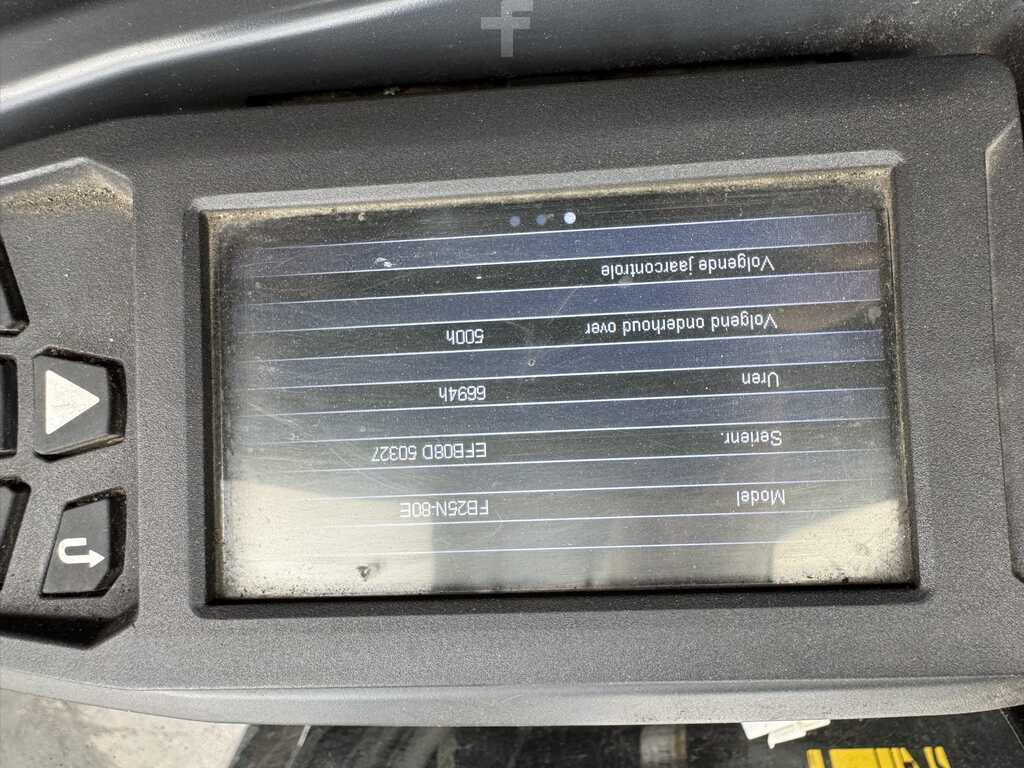 Model FB25N-80E
Serienr. EFB08D 50327
Uren 6694h
Volgend onderhoud over 500h
Volgende jaarcontrole